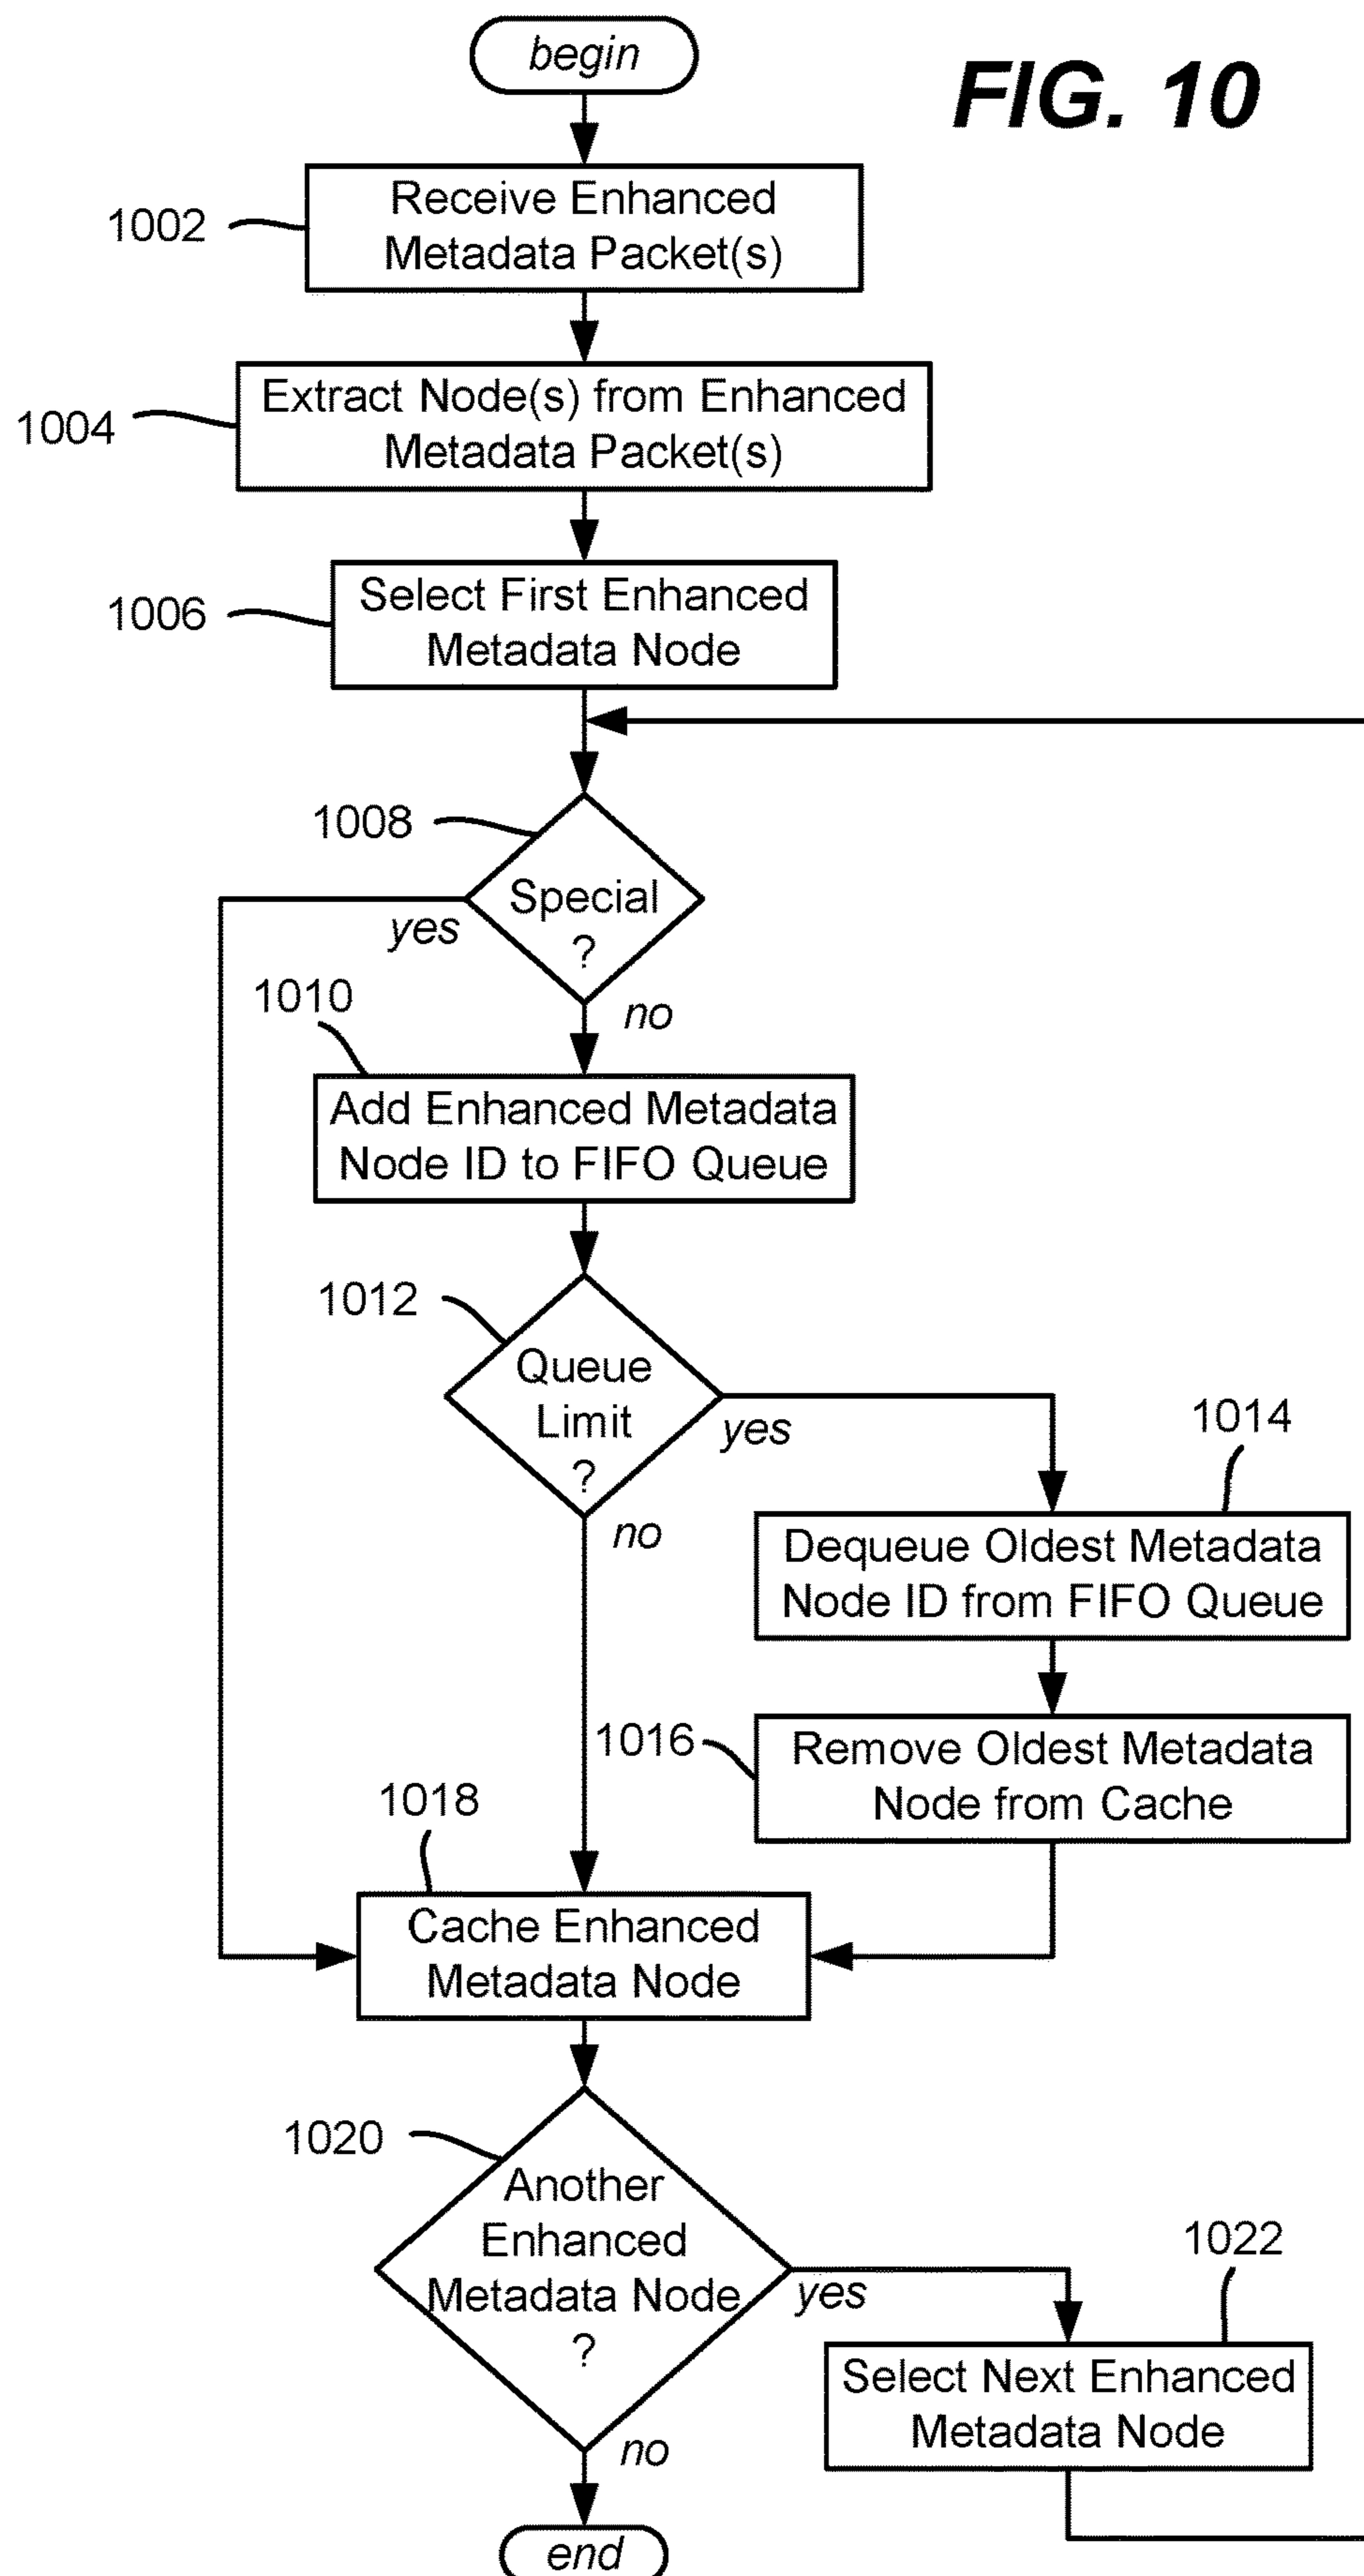 begin
FIG. 10
1002
Receive Enhanced
Metadata Packet(s)
1004
Extract Node(s) from Enhanced
Metadata Packet(s)
1006
Select First Enhanced
Metadata Node
1008
Special
?
yes
no
1010
Add Enhanced Metadata
Node ID to FIFO Queue
1012
Queue
Limit
?
yes
no
1014
Dequeue Oldest Metadata
Node ID from FIFO Queue
1016
Remove Oldest Metadata
Node from Cache
1018
Cache Enhanced
Metadata Node
1020
Another
Enhanced
Metadata Node
?
yes
no
1022
Select Next Enhanced
Metadata Node
end